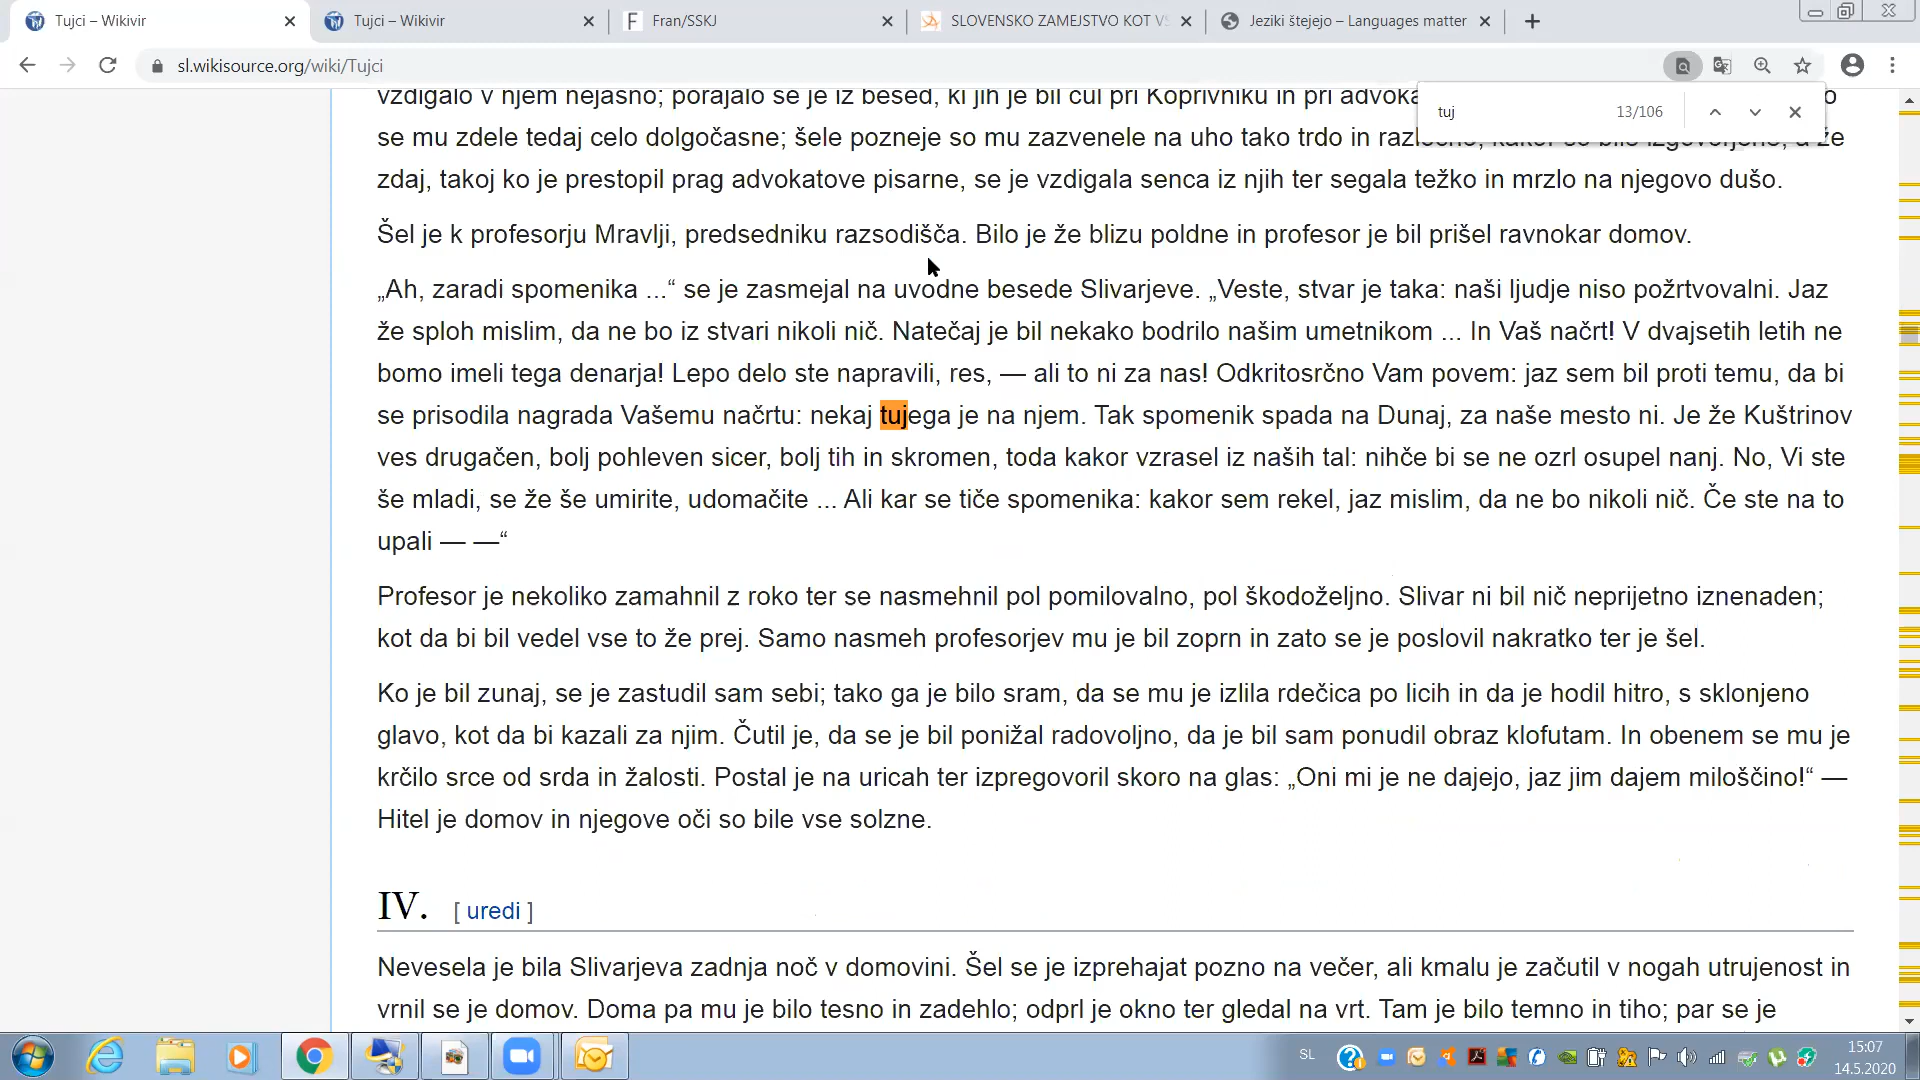 Tujci – Wikivir
Tujci – Wikivir
Fran/SSKJ
SLOVENSKO ZAMEJSTVO KOT VS
Jeziki štejejo – Languages matter
sl.wikisource.org/wiki/Tujci
tuj 13/106
vzdigalo v njem nejasno; porajalo se je iz besed, ki jih je bil čul pri Koprivniku in pri advoka
se mu zdele tedaj celo dolgočasne; šele pozneje so mu zazvenele na uho tako trdo in razločno, kakor so bile izgovorjene, a že
zdaj, takoj ko je prestopil prag advokatove pisarne, se je vzdigala senca iz njih ter segala težko in mrzlo na njegovo dušo.
Šel je k profesorju Mravlji, predsedniku razsodišča. Bilo je že blizu poldne in profesor je bil prišel ravnokar domov.
„Ah, zaradi spomenika ...“ se je zasmejal na uvodne besede Slivarjeve. „Veste, stvar je taka: naši ljudje niso požrtvovalni. Jaz
že sploh mislim, da ne bo iz stvari nikoli nič. Natečaj je bil nekako bodrilo našim umetnikom ... In Vaš načrt! V dvajsetih letih ne
bomo imeli tega denarja! Lepo delo ste napravili, res, — ali to ni za nas! Odkritosrčno Vam povem: jaz sem bil proti temu, da bi
se prisodila nagrada Vašemu načrtu: nekaj tujega je na njem. Tak spomenik spada na Dunaj, za naše mesto ni. Je že Kuštrinov
ves drugačen, bolj pohleven sicer, bolj tih in skromen, toda kakor vzrasel iz naših tal: nihče bi se ne ozrl osupel nanj. No, Vi ste
še mladi, se že še umirite, udomačite ... Ali kar se tiče spomenika: kakor sem rekel, jaz mislim, da ne bo nikoli nič. Če ste na to
upali — —“
Profesor je nekoliko zamahnil z roko ter se nasmehnil pol pomilovalno, pol škodoželjno. Slivar ni bil nič neprijetno iznenaden;
kot da bi bil vedel vse to že prej. Samo nasmeh profesorjev mu je bil zoprn in zato se je poslovil nakratko ter je šel.
Ko je bil zunaj, se je zastudil sam sebi; tako ga je bilo sram, da se mu je izlila rdečica po licih in da je hodil hitro, s sklonjeno
glavo, kot da bi kazali za njim. Čutil je, da se je bil ponižal radovoljno, da je bil sam ponudil obraz klofutam. In obenem se mu je
krčilo srce od srda in žalosti. Postal je na uricah ter izpregovoril skoro na glas: „Oni mi je ne dajejo, jaz jim dajem miloščino!“ —
Hitel je domov in njegove oči so bile vse solzne.
IV. [ uredi ]
Nevesela je bila Slivarjeva zadnja noč v domovini. Šel se je izprehajat pozno na večer, ali kmalu je začutil v nogah utrujenost in
vrnil se je domov. Doma pa mu je bilo tesno in zadehlo; odprl je okno ter gledal na vrt. Tam je bilo temno in tiho; par se je
SL
15:07
14.5.2020